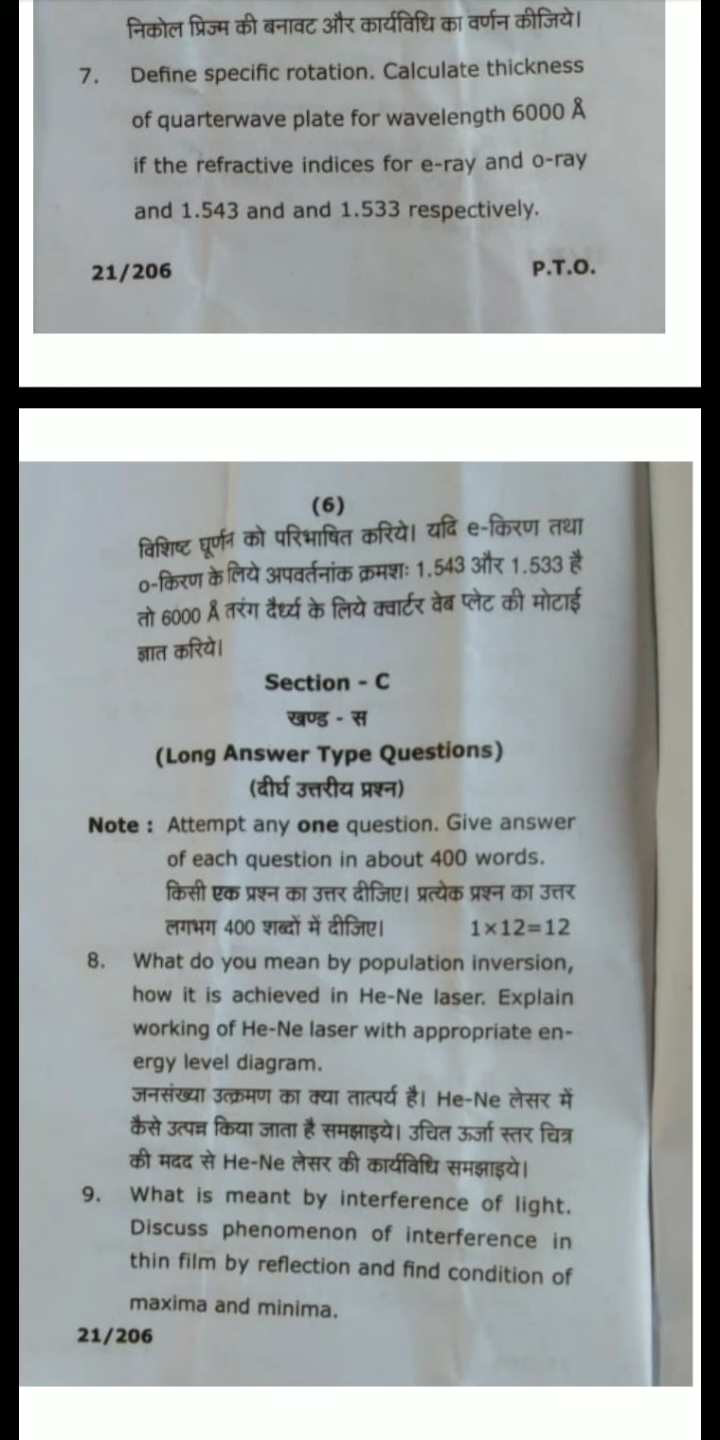 निकोल प्रिज्म की बनावट और कार्यविधि का वर्णन कीजिये।
7. Define specific rotation. Calculate thickness
of quarterwave plate for wavelength 6000 Å
if the refractive indices for e-ray and o-ray
and 1.543 and and 1.533 respectively.
21/206 P.T.O.
(6)
विशिष्ट घूर्णन को परिभाषित करिये। यदि e-किरण तथा
o-किरण के लिये अपवर्तनांक क्रमशः 1.543 और 1.533 है
तो 6000 Å तरंग दैर्ध्य के लिये क्वार्टर वेब प्लेट की मोटाई
ज्ञात करिये।
Section - C
खण्ड - स
(Long Answer Type Questions)
(दीर्घ उत्तरीय प्रश्न)
Note : Attempt any one question. Give answer
of each question in about 400 words.
किसी एक प्रश्न का उत्तर दीजिए। प्रत्येक प्रश्न का उत्तर
लगभग 400 शब्दों में दीजिए। 1×12=12
8. What do you mean by population inversion,
how it is achieved in He-Ne laser. Explain
working of He-Ne laser with appropriate en-
ergy level diagram.
जनसंख्या उत्क्रमण का क्या तात्पर्य है। He-Ne लेसर में
कैसे उत्पन्न किया जाता है समझाइये। उचित ऊर्जा स्तर चित्र
की मदद से He-Ne लेसर की कार्यविधि समझाइये।
9. What is meant by interference of light.
Discuss phenomenon of interference in
thin film by reflection and find condition of
maxima and minima.
21/206